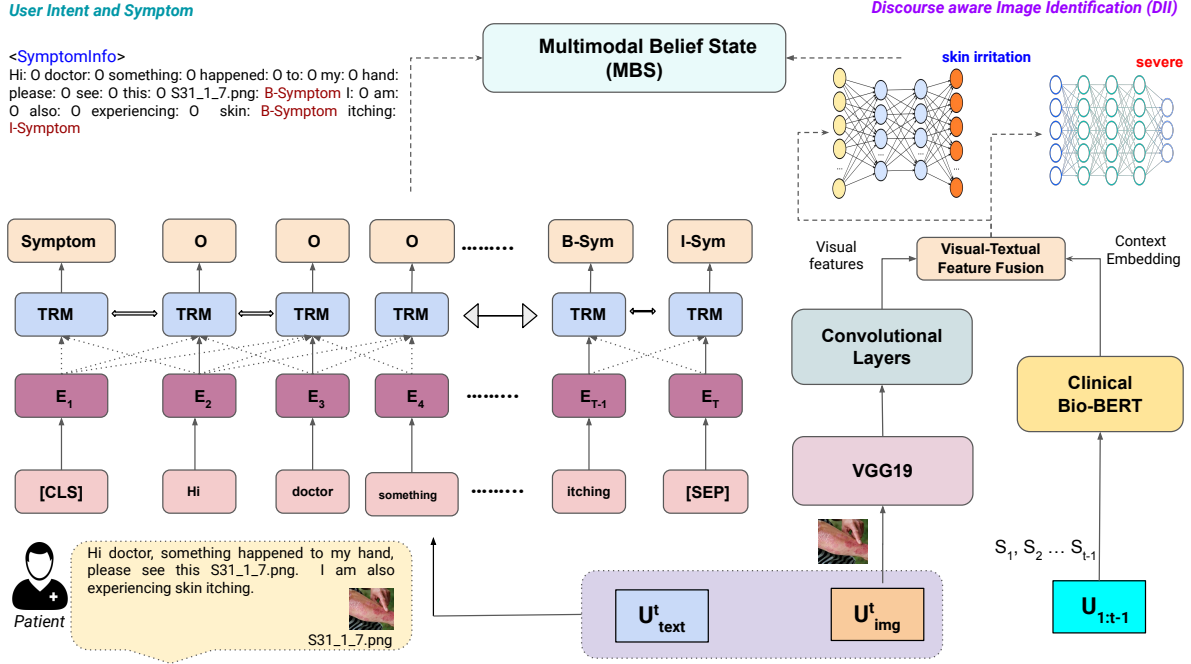 User Intent and Symptom
Discourse aware Image Identification (DII)
<SymptomInfo>
Hi: O doctor: O something: O happened: O to: O my: O hand:
please: O see: O this: O S31_1_7.png: B-Symptom I: O am:
O also: O experiencing: O skin: B-Symptom itching:
I-Symptom
Multimodal Belief State
(MBS)
skin irritation
severe
...
...
...
...
Symptom
O
O
O
.........
B-Sym
I-Sym
Visual
features
Visual-Textual
Feature Fusion
Context
Embedding
TRM
TRM
TRM
TRM
TRM
TRM
Convolutional
Layers
E1
E2
E3
E4
.........
ET-1
ET
Clinical
Bio-BERT
VGG19
[CLS]
Hi
doctor
something
.........
itching
[SEP]
Hi doctor, something happened to my hand,
please see this S31_1_7.png. I am also
experiencing skin itching.
S31_1_7.png
Patient
S1, S2 ... St-1
Uttext
Utimg
U1:t-1